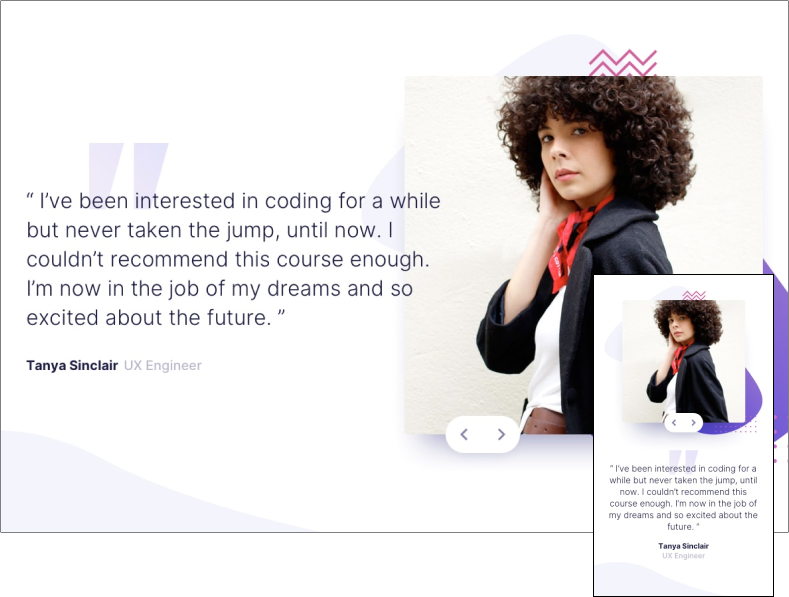 “ I’ve been interested in coding for a while
but never taken the jump, until now. I
couldn’t recommend this course enough.
I’m now in the job of my dreams and so
excited about the future. ”
Tanya Sinclair UX Engineer
“ I’ve been interested in coding for a
while but never taken the jump, until
now. I couldn’t recommend this
course enough. I’m now in the job of
my dreams and so excited about the
future. ”
Tanya Sinclair
UX Engineer